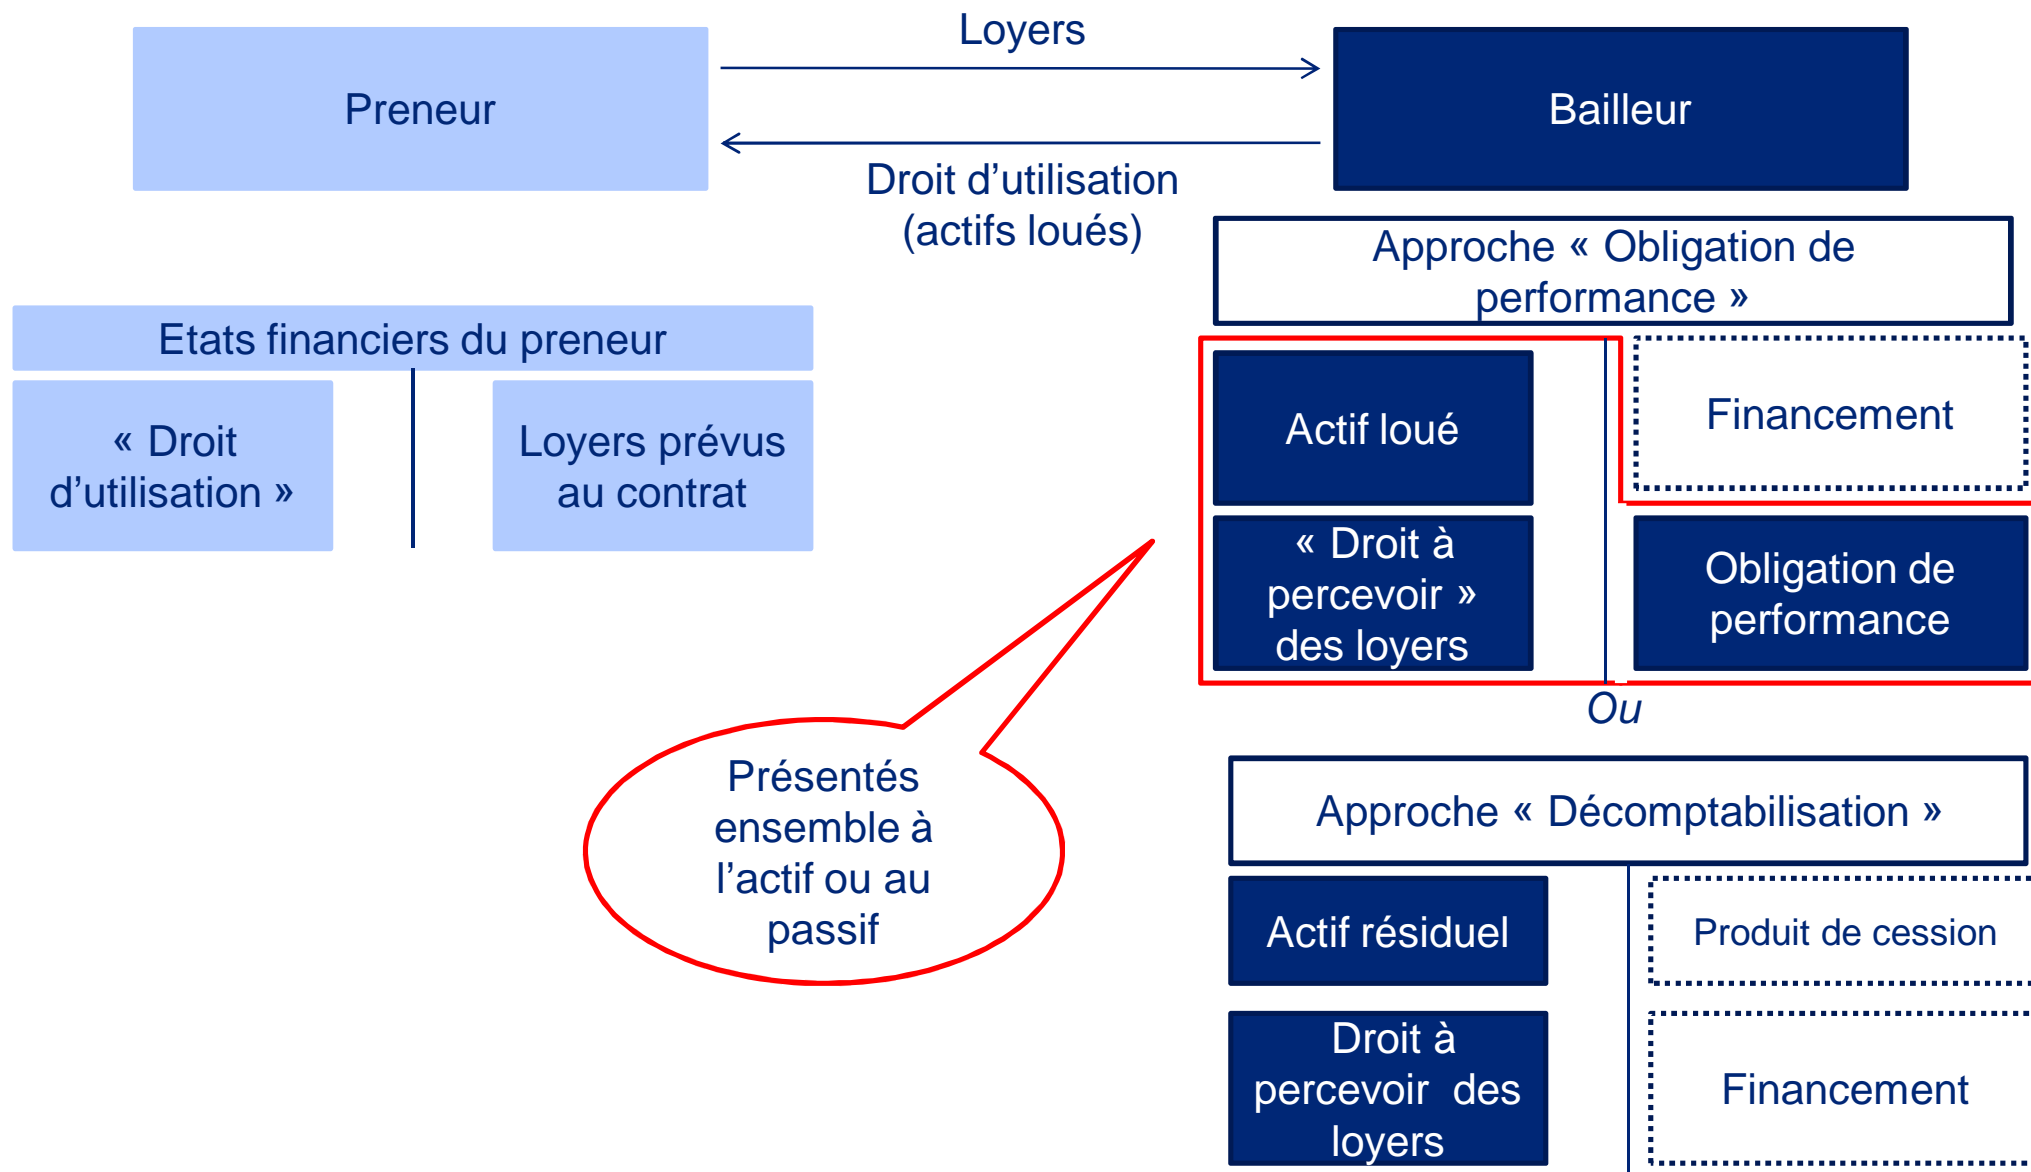 Loyers
Preneur
Bailleur
Droit d’utilisation
(actifs loués)
Approche « Obligation de
performance »
Etats financiers du preneur
« Droit
d’utilisation »
Loyers prévus
au contrat
Actif loué
Financement
« Droit à
percevoir »
des loyers
Obligation de
performance
Ou
Présentés
ensemble à
l’actif ou au
passif
Approche « Décomptabilisation »
Actif résiduel
Produit de cession
Droit à
percevoir  des
loyers
Financement